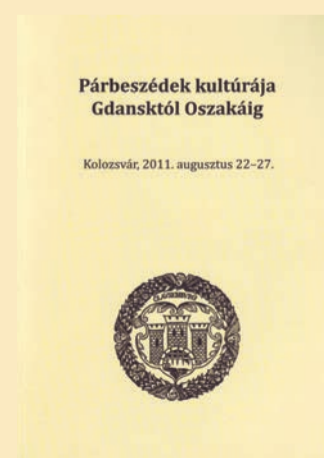 Párbeszédek kultúrája
Gdansktól Oszakáig
Kolozsvár, 2011. augusztus 22–27.